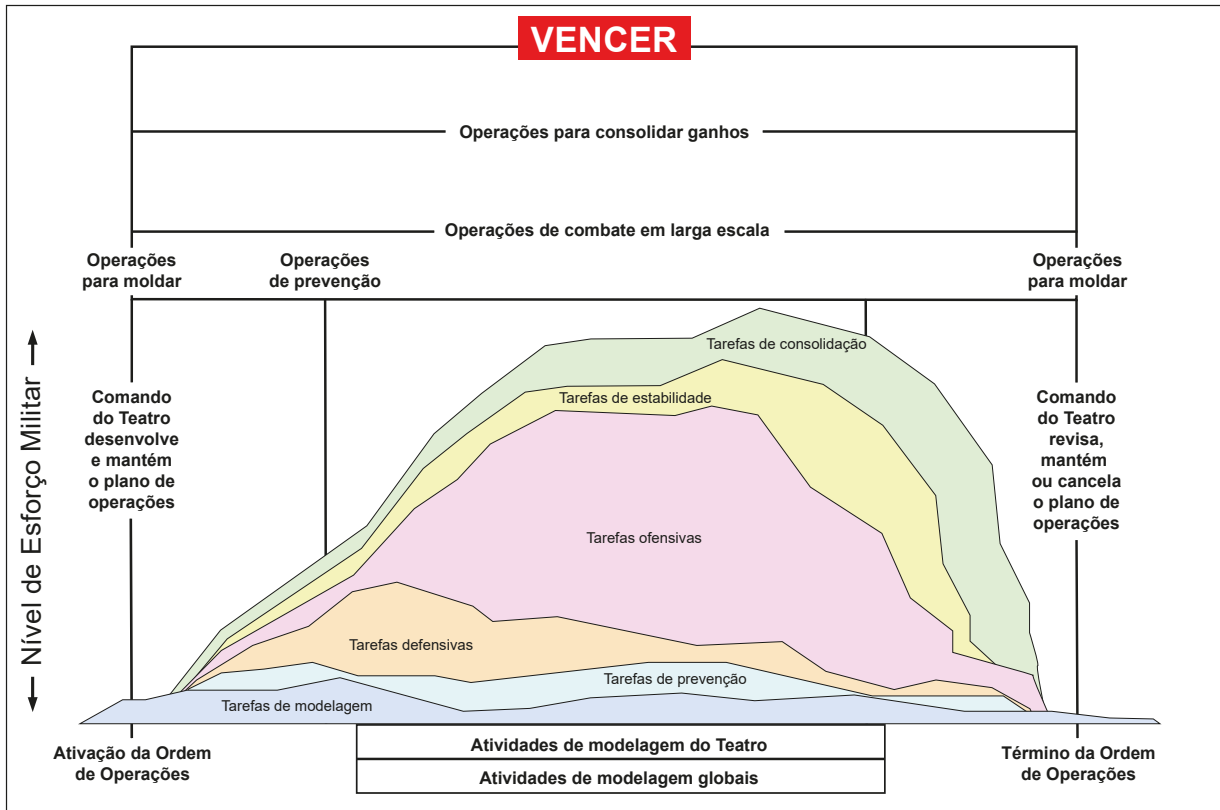 VENCER
Operações para consolidar ganhos
Operações de combate em larga escala
Operações
para moldar
Operações
de prevenção
Operações
para moldar
Nível de Esforço Militar
Comando
do Teatro
desenvolve
e mantém
o plano de
operações
Tarefas de consolidação
Tarefas de estabilidade
Tarefas ofensivas
Tarefas defensivas
Tarefas de prevenção
Tarefas de modelagem
Comando
do Teatro
revisa,
mantém
ou cancela
o plano de
operações
Ativação da Ordem
de Operações
Atividades de modelagem do Teatro
Atividades de modelagem globais
Término da Ordem
de Operações